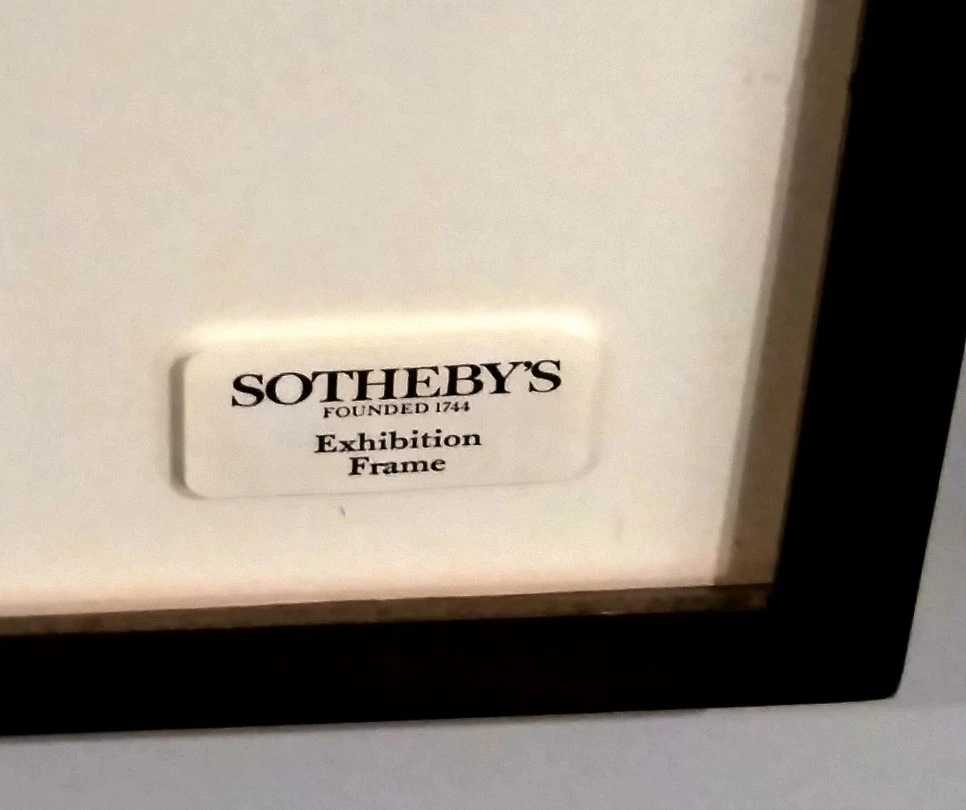 SOTHEBY'S
FOUNDED 1744
Exhibition
Frame